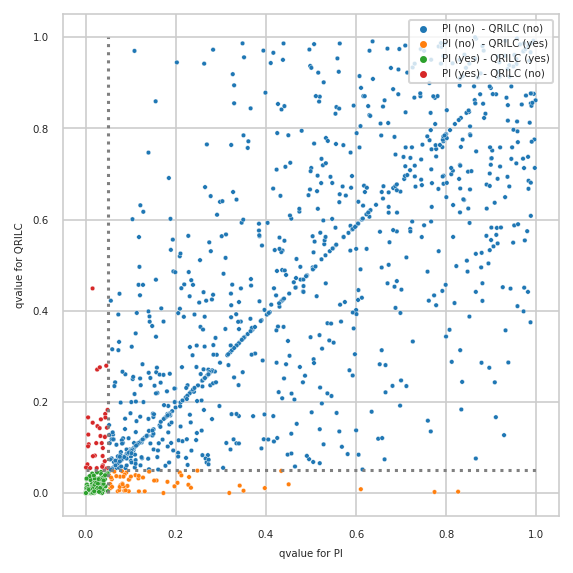 PI (no)  - QRILC (no)
PI (no)  - QRILC (yes)
PI (yes) - QRILC (yes)
PI (yes) - QRILC (no)
1.0
0.8
0.6
0.4
0.2
0.0
qvalue for QRILC
0.0 0.2 0.4 0.6 0.8 1.0
qvalue for PI